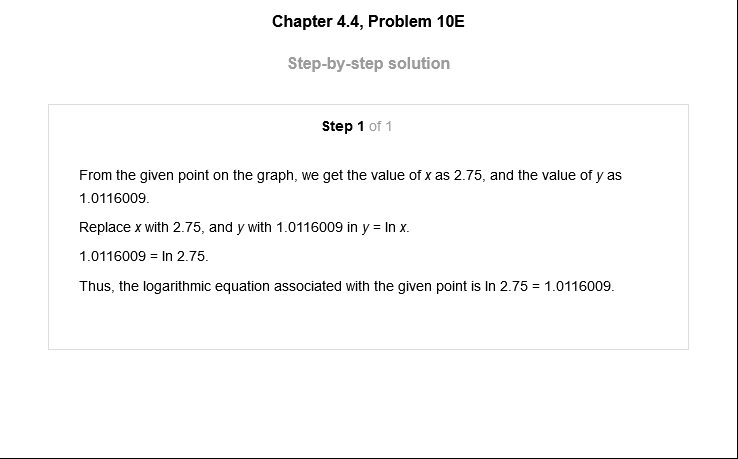 Chapter 4.4, Problem 10E
Step-by-step solution
Step 1 of 1
From the given point on the graph, we get the value of x as 2.75, and the value of y as
1.0116009.
Replace x with 2.75, and y with 1.0116009 in y = ln x.
1.0116009 = ln 2.75.
Thus, the logarithmic equation associated with the given point is ln 2.75 = 1.0116009.